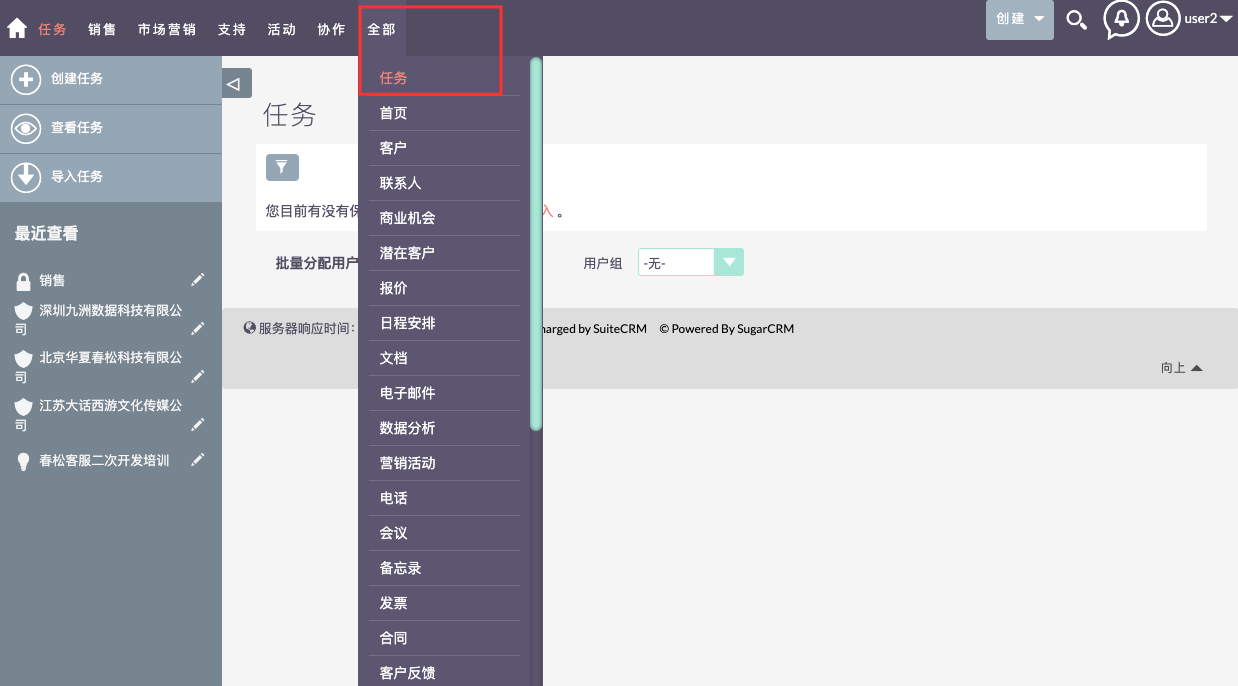 任务 销售 市场营销 支持 活动 协作 全部 创建 user2
创建任务
查看任务
导入任务
最近查看
销售
深圳九洲数据科技有限公
司
北京华夏春松科技有限公
司
江苏大话西游文化传媒公
司
春松客服二次开发培训
任务
首页
客户
联系人
商业机会
潜在客户
报价
日程安排
文档
电子邮件
数据分析
营销活动
电话
会议
备忘录
发票
合同
客户反馈
任务
您目前有没有保
入 。
批量分配用户
用户组 -无-
服务器响应时间:
harged by SuiteCRM © Powered By SugarCRM
向上